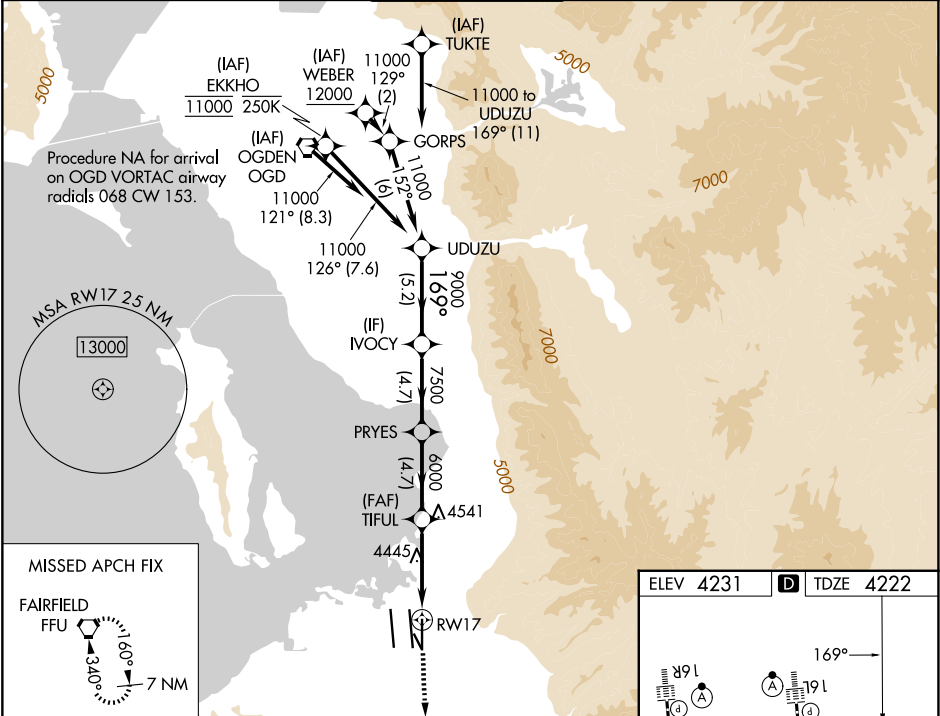 (IAF)
TUKTE
11000 to
UDUZU
169° (11)
(IAF)
WEBER
12000
11000
129°
(2)
(IAF)
EKKHO
11000 250K
(IAF)
OGDEN
OGD
GORPS
11000
152°
(6)
11000
121° (8.3)
11000
126° (7.6)
Procedure NA for arrival
on OGD VORTAC airway
radials 068 CW 153.
UDUZU
9000
169°
(5.2)
(IF)
IVOCY
7500
(4.7)
PRYES
6000
(4.7)
(FAF)
TIFUL
4541
4445
RW17
MSA RW17 25 NM
13000
5000
5000
7000
7000
5000
MISSED APCH FIX
FAIRFIELD
FFU
160°
340°
7 NM
ELEV 4231
D
TDZE 4222
169°
16R
A
P
16L
A
P